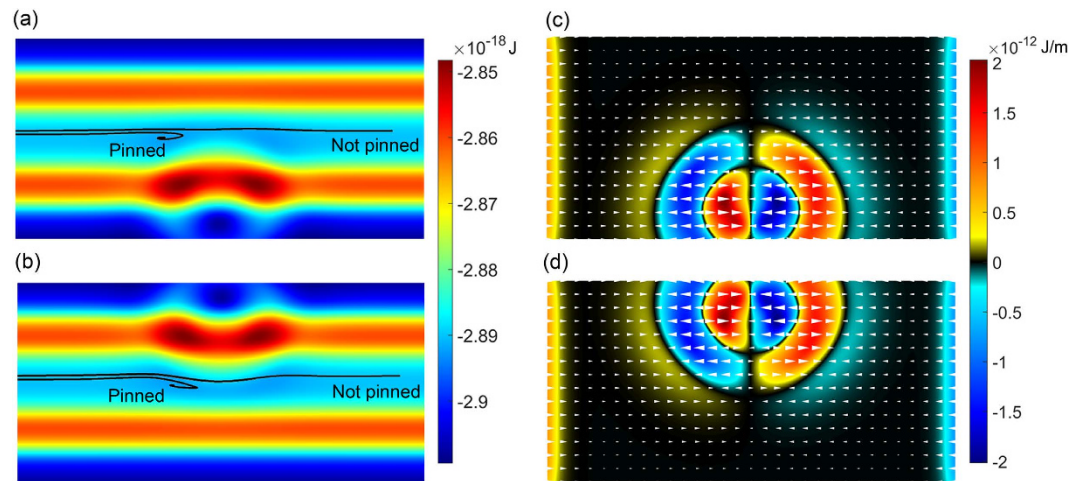 (a)
×10⁻¹⁸ J
-2.85
-2.86
-2.87
-2.88
-2.89
-2.9
Pinned
Not pinned
(b)
Pinned
Not pinned
(c)
×10⁻¹² J/m
2
1.5
1
0.5
0
-0.5
-1
-1.5
-2
(d)